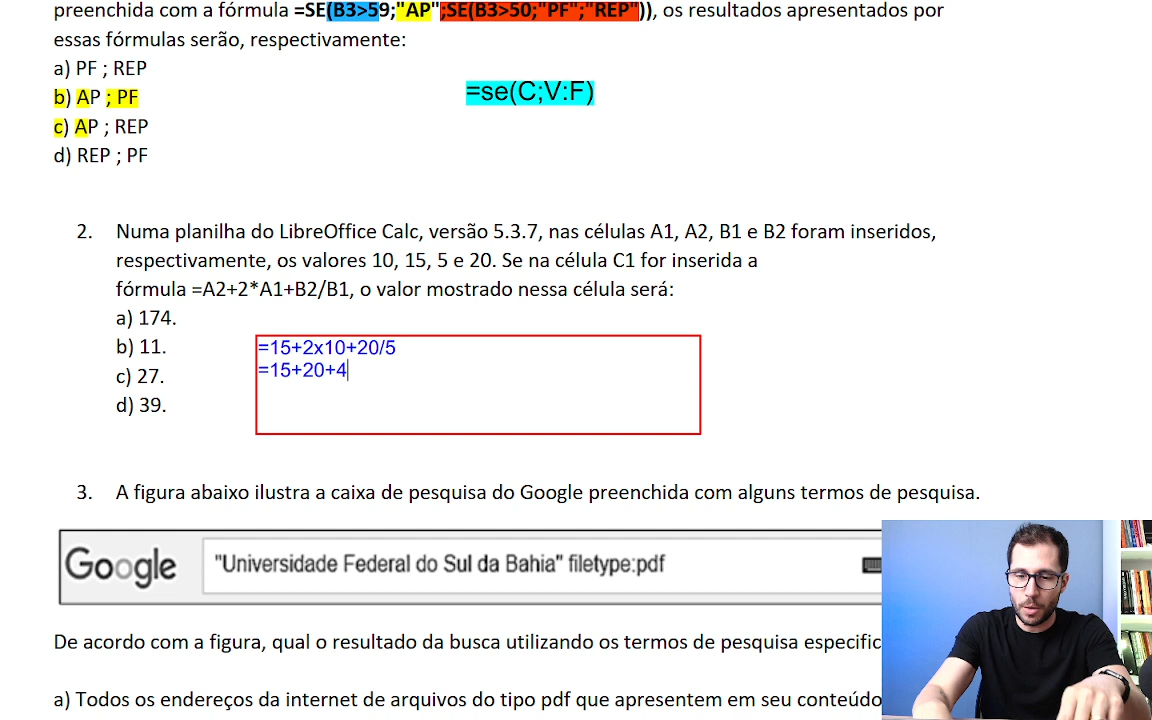 preenchida com a fórmula =SE(B3>59;"AP";SE(B3>50;"PF";"REP")), os resultados apresentados por
essas fórmulas serão, respectivamente:
a) PF ; REP
b) AP ; PF
=se(C;V:F)
c) AP ; REP
d) REP ; PF
2. Numa planilha do LibreOffice Calc, versão 5.3.7, nas células A1, A2, B1 e B2 foram inseridos,
respectivamente, os valores 10, 15, 5 e 20. Se na célula C1 for inserida a
fórmula =A2+2*A1+B2/B1, o valor mostrado nessa célula será:
a) 174.
b) 11.
c) 27.
d) 39.
=15+2x10+20/5
=15+20+4
3. A figura abaixo ilustra a caixa de pesquisa do Google preenchida com alguns termos de pesquisa.
Google "Universidade Federal do Sul da Bahia" filetype:pdf
De acordo com a figura, qual o resultado da busca utilizando os termos de pesquisa especific
a) Todos os endereços da internet de arquivos do tipo pdf que apresentem em seu conteúdo